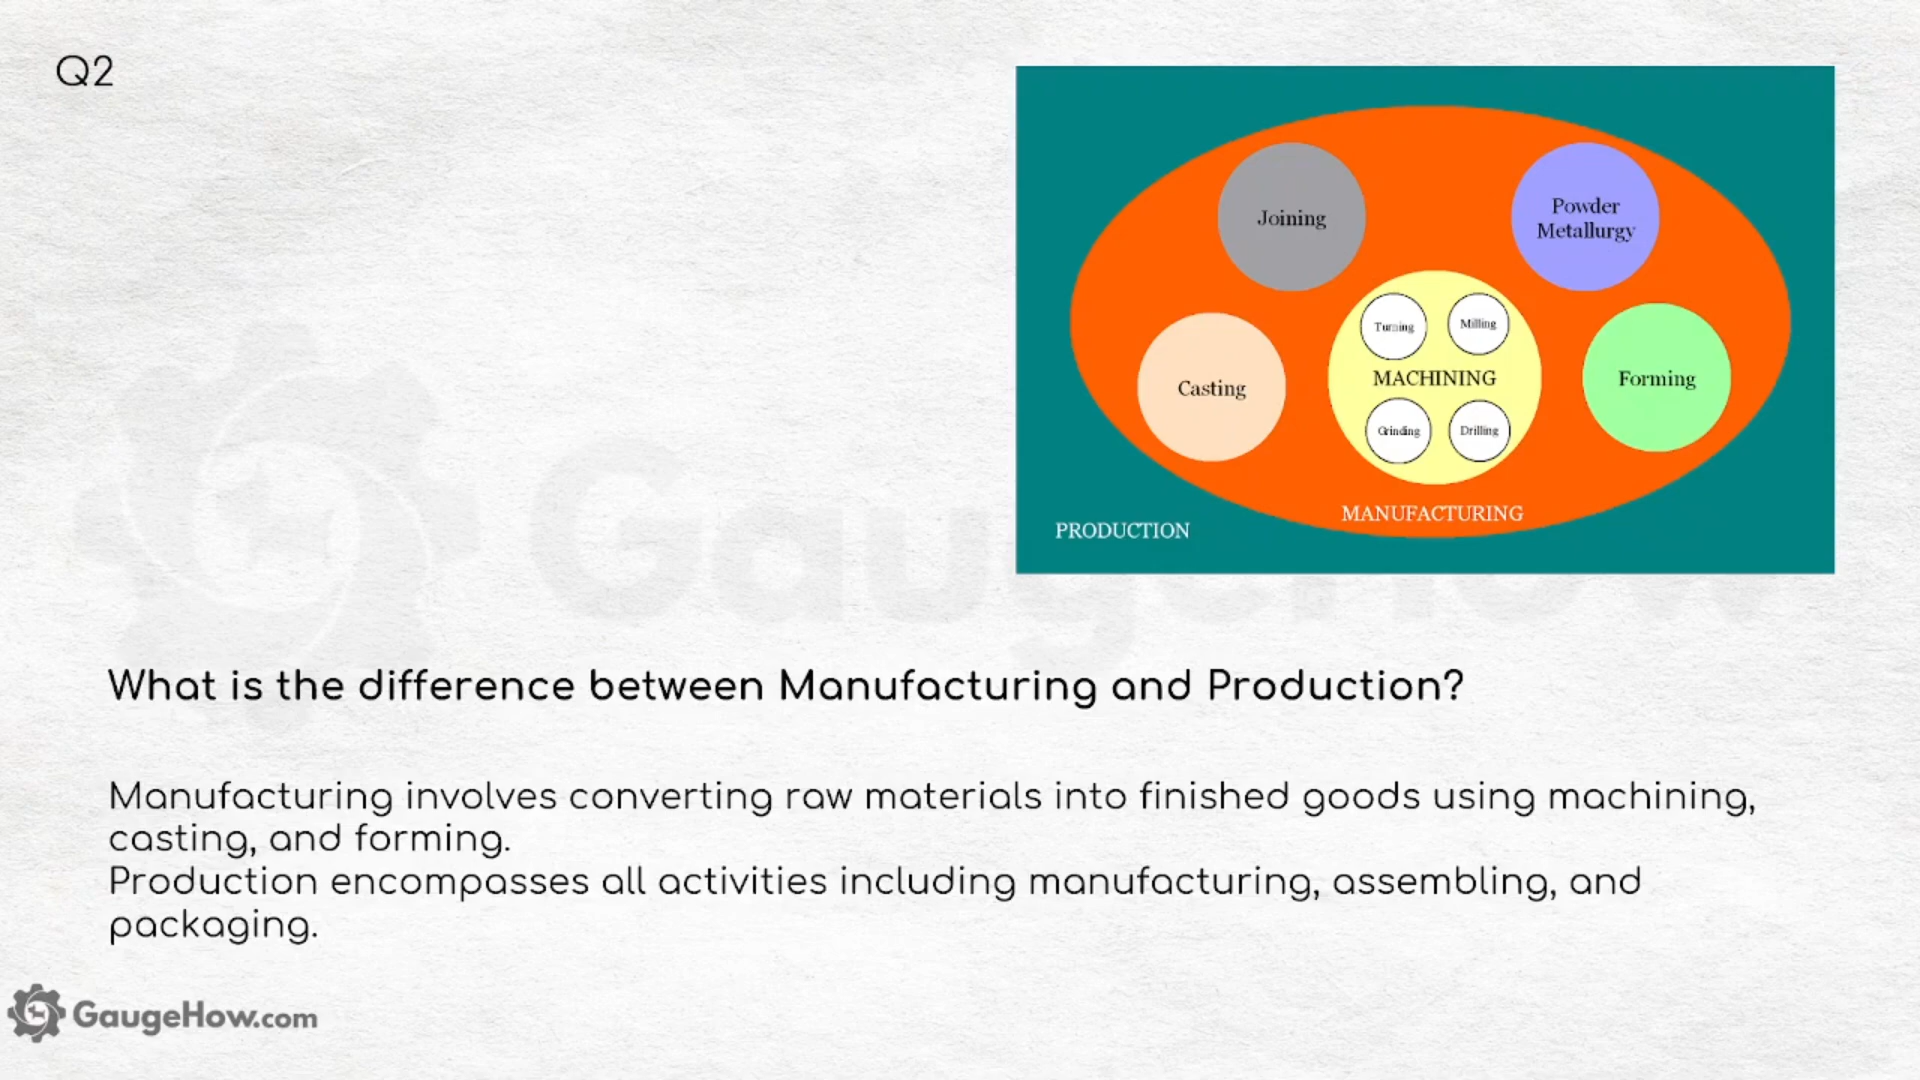 Q2
Joining
Powder
Metallurgy
Turning
Milling
MACHINING
Casting
Forming
Grinding
Drilling
MANUFACTURING
PRODUCTION
GaugeHow
What is the difference between Manufacturing and Production?
Manufacturing involves converting raw materials into finished goods using machining,
casting, and forming.
Production encompasses all activities including manufacturing, assembling, and
packaging.
GaugeHow.com